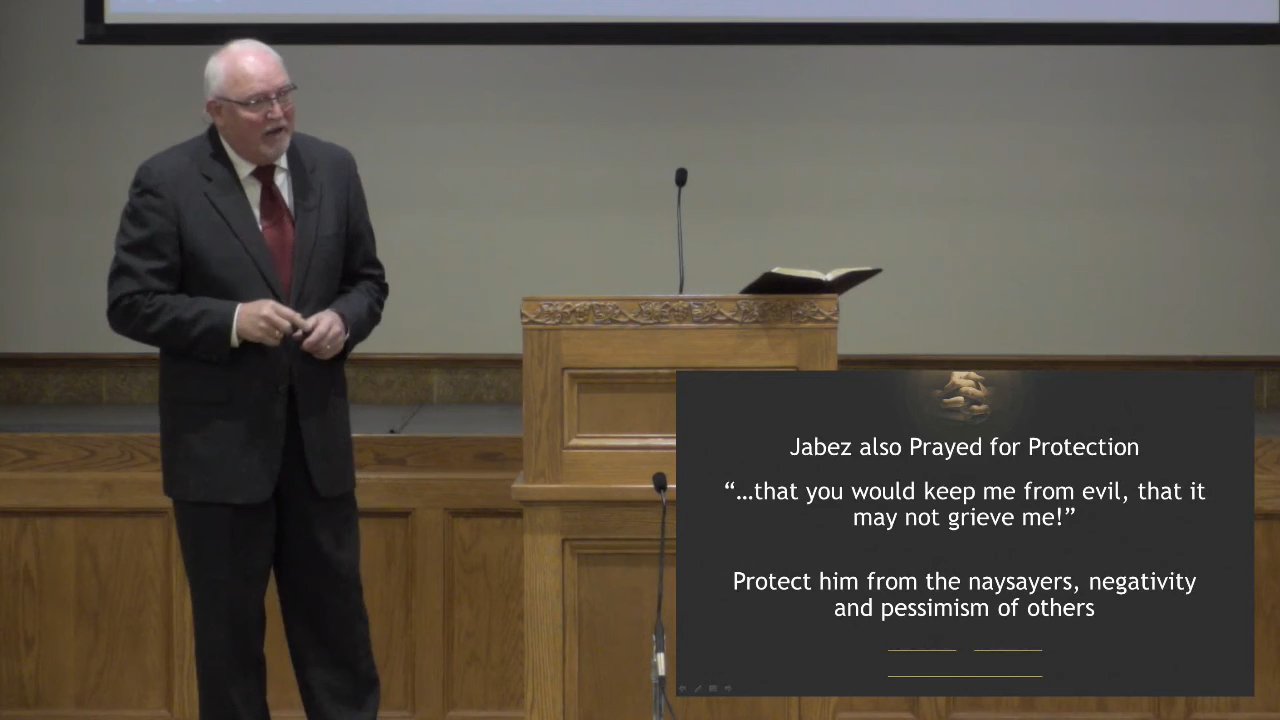 Jabez also Prayed for Protection
“…that you would keep me from evil, that it
may not grieve me!”
Protect him from the naysayers, negativity
and pessimism of others